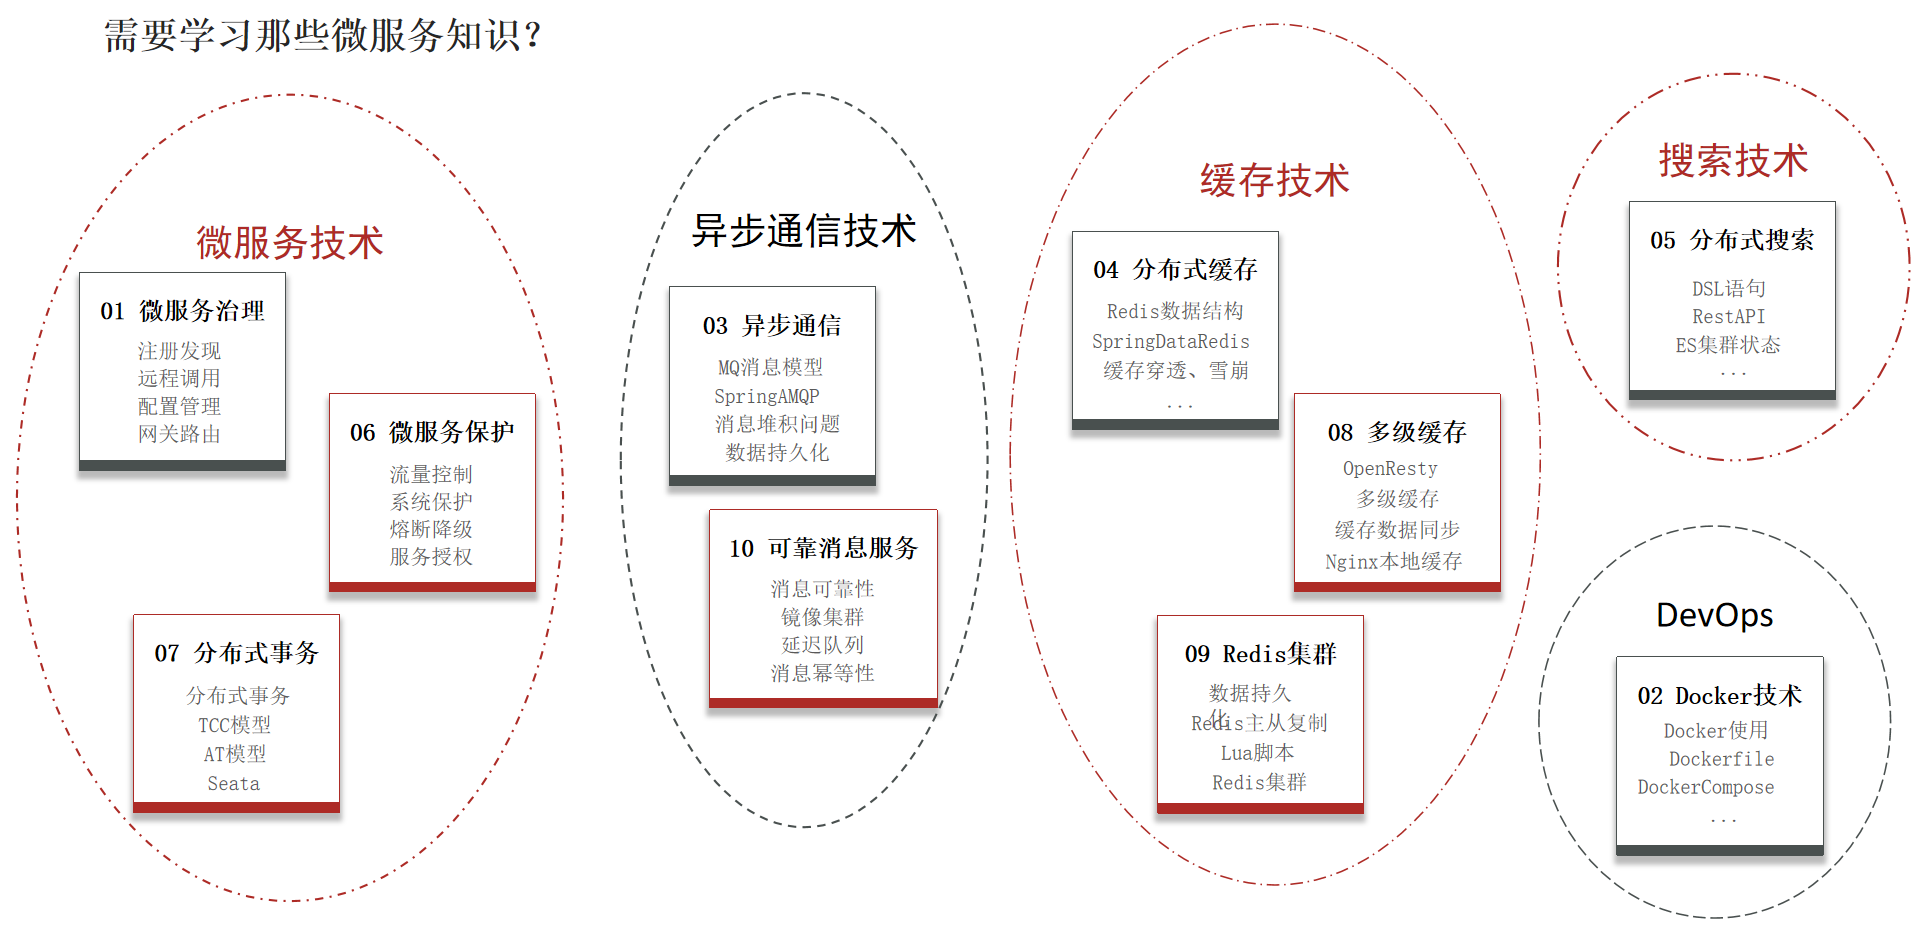 需要学习那些微服务知识?
微服务技术
01 微服务治理
注册发现
远程调用
配置管理
网关路由
06 微服务保护
流量控制
系统保护
熔断降级
服务授权
07 分布式事务
分布式事务
TCC模型
AT模型
Seata
异步通信技术
03 异步通信
MQ消息模型
SpringAMQP
消息堆积问题
数据持久化
10 可靠消息服务
消息可靠性
镜像集群
延迟队列
消息幂等性
缓存技术
04 分布式缓存
Redis数据结构
SpringDataRedis
缓存穿透、雪崩
...
08 多级缓存
OpenResty
多级缓存
缓存数据同步
Nginx本地缓存
09 Redis集群
数据持久
化
Redis主从复制
Lua脚本
Redis集群
搜索技术
05 分布式搜索
DSL语句
RestAPI
ES集群状态
...
DevOps
02 Docker技术
Docker使用
Dockerfile
DockerCompose
...